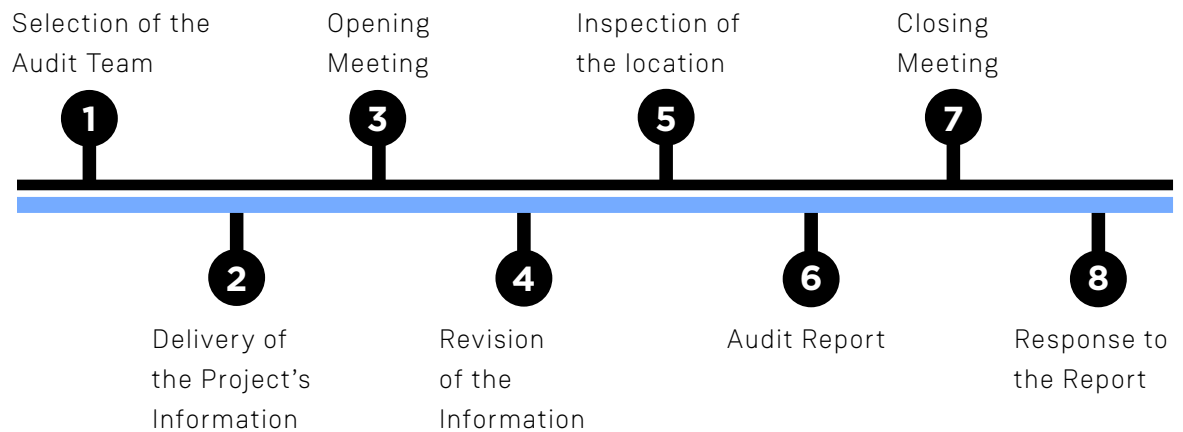 Selection of the
Audit Team
Opening
Meeting
Inspection of
the location
Closing
Meeting
1
3
5
7
2
4
6
8
Delivery of
the Project’s
Information
Revision
of the
Information
Audit Report
Response to
the Report